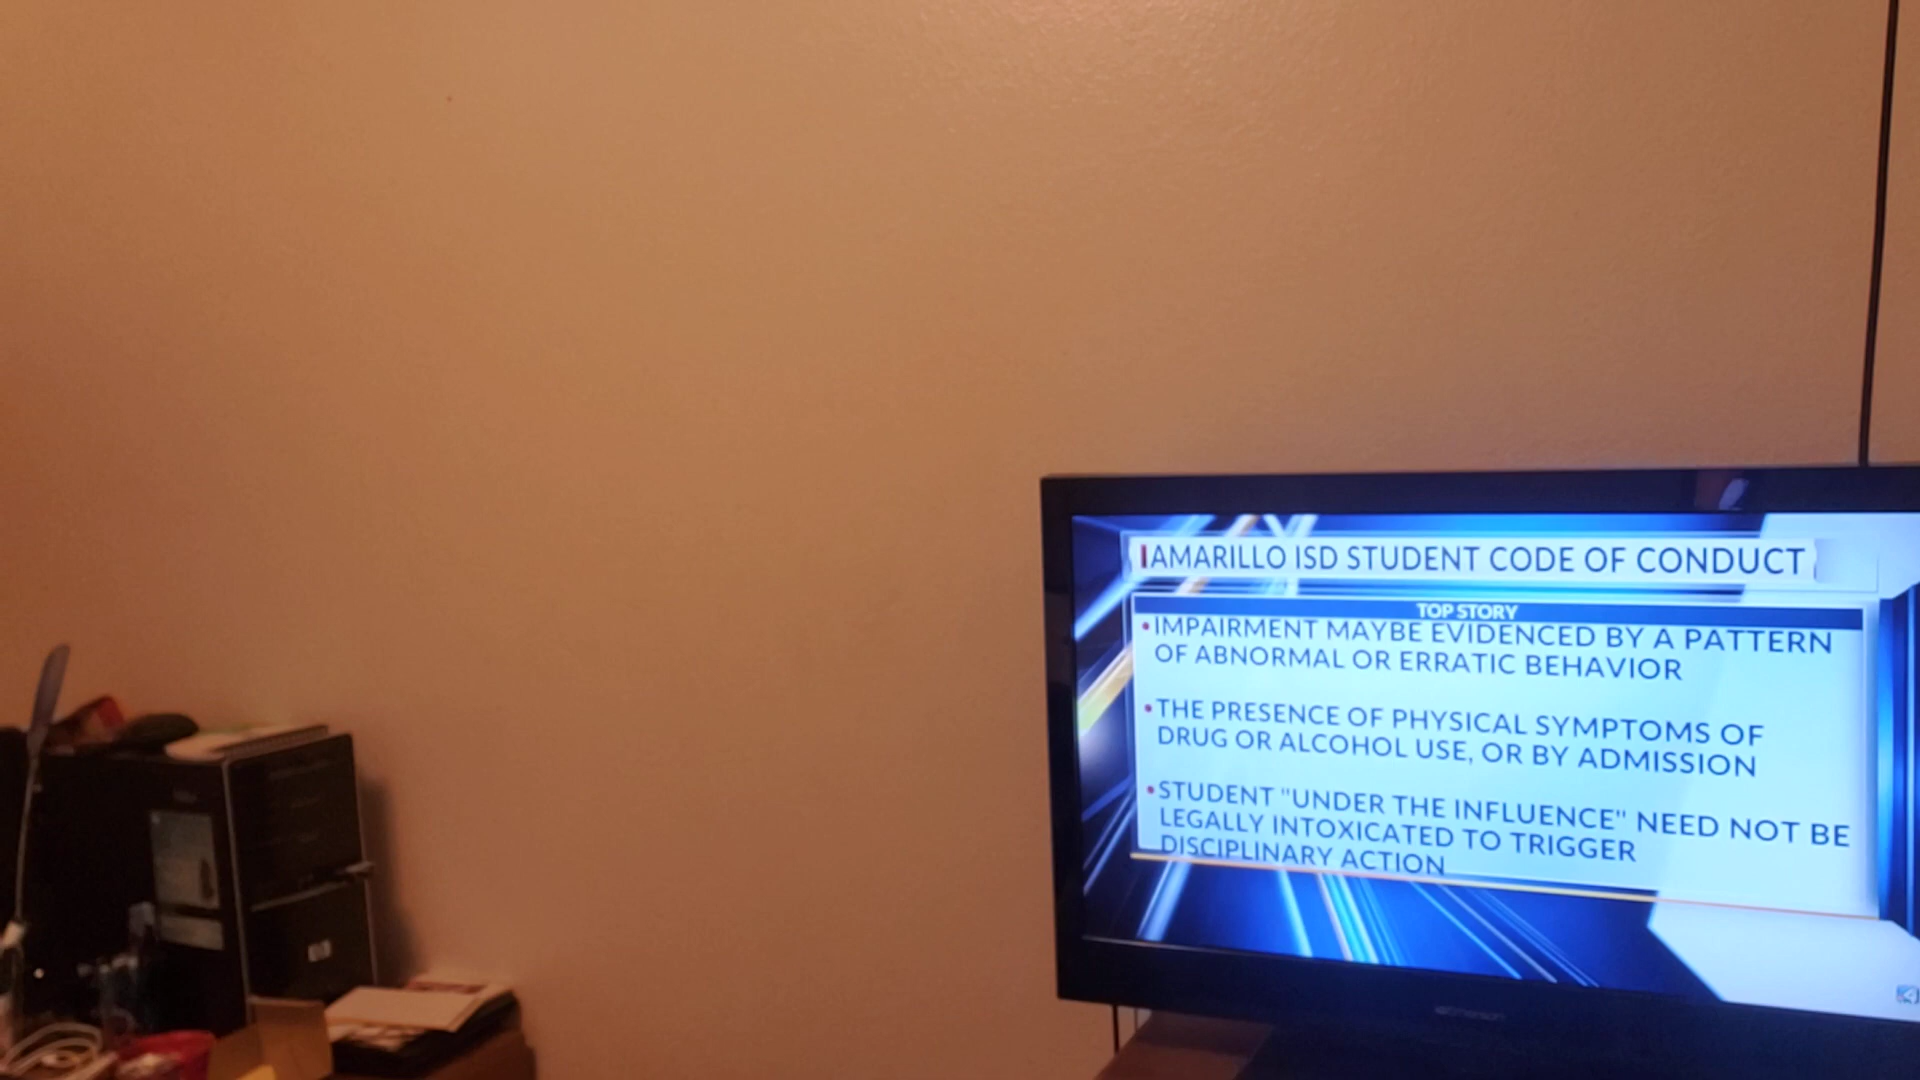 AMARILLO ISD STUDENT CODE OF CONDUCT
TOP STORY
•IMPAIRMENT MAYBE EVIDENCED BY A PATTERN
OF ABNORMAL OR ERRATIC BEHAVIOR
•THE PRESENCE OF PHYSICAL SYMPTOMS OF
DRUG OR ALCOHOL USE, OR BY ADMISSION
•STUDENT "UNDER THE INFLUENCE" NEED NOT BE
LEGALLY INTOXICATED TO TRIGGER
DISCIPLINARY ACTION
EMERSON
hp